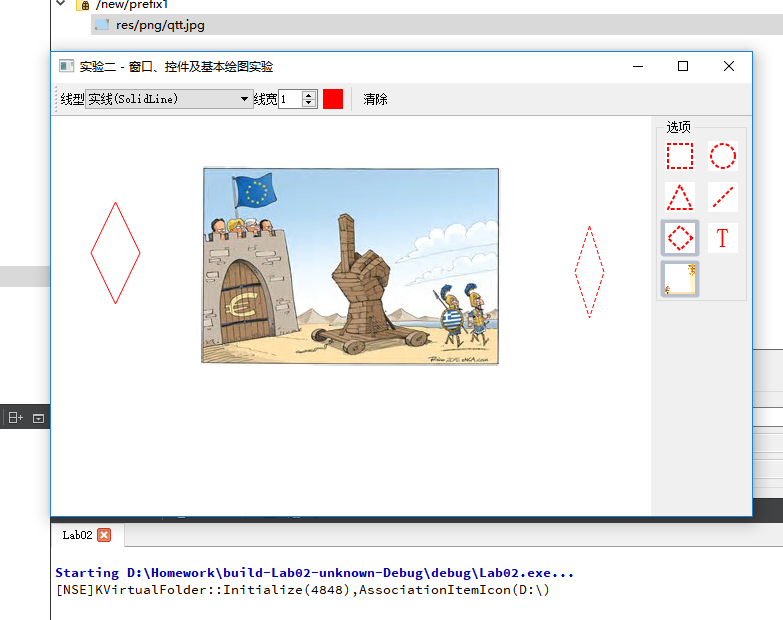 /new/prefix1
res/png/qtt.jpg
实验二 - 窗口、控件及基本绘图实验
线型 实线(SolidLine) 线宽 1 清除
选项
T
Lab02
Starting D:\Homework\build-Lab02-unknown-Debug\debug\Lab02.exe...
[NSE]KVirtualFolder::Initialize(4848),AssociationItemIcon(D:\)